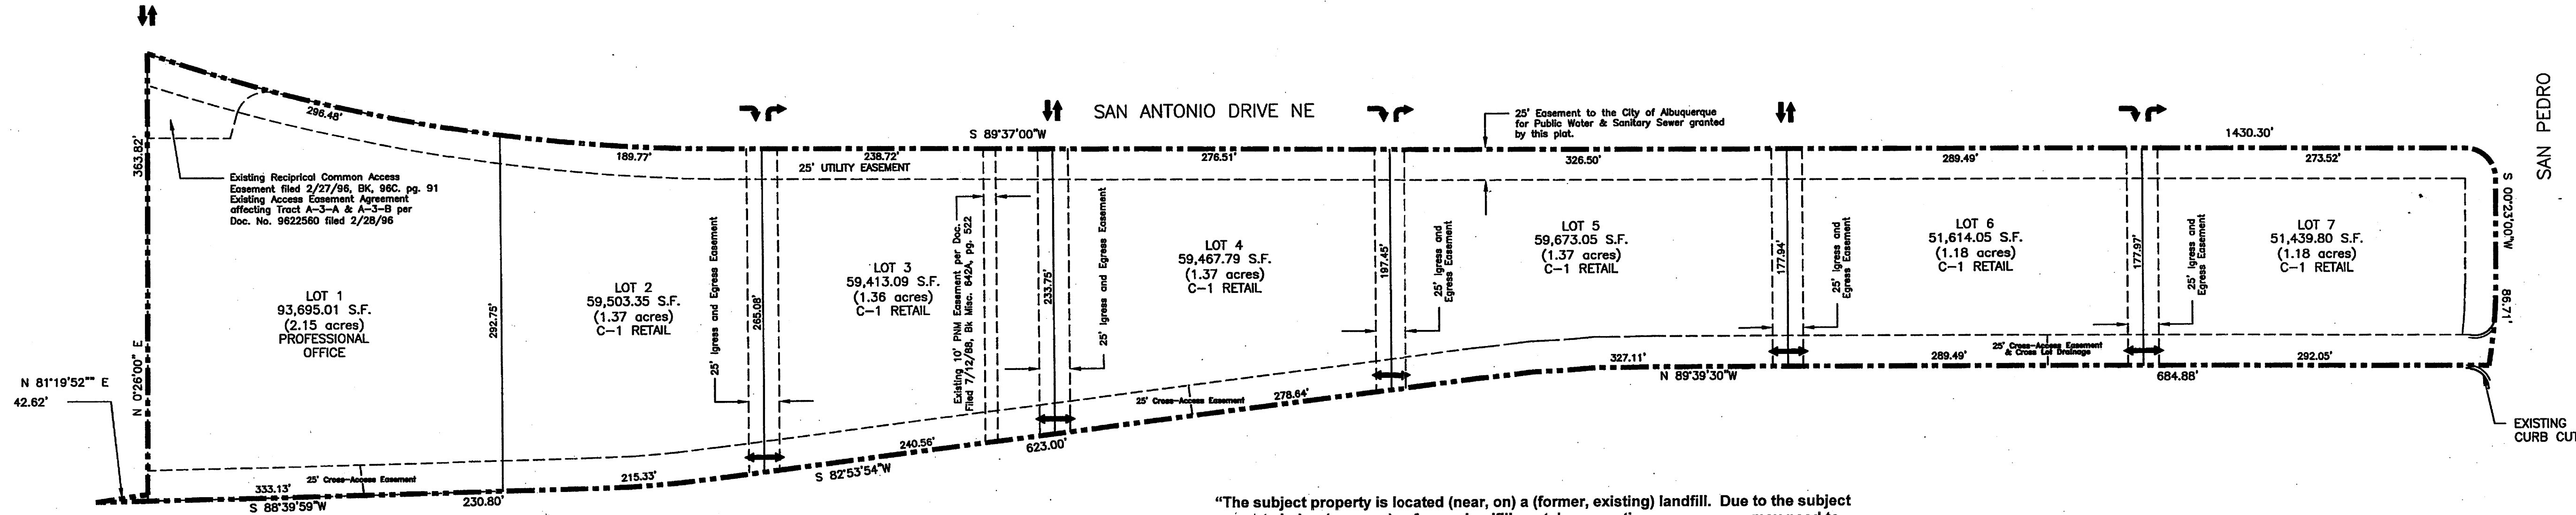 SAN ANTONIO DRIVE NE
SAN PEDRO
25' Easement to the City of Albuquerque
for Public Water & Sanitary Sewer granted
by this plat.
296.48'
S 89°37'00"W
1430.30'
189.77'
238.72'
276.51'
326.50'
289.49'
273.52'
25' UTILITY EASEMENT
363.82'
N 0°26'00" E
Existing Reciprical Common Access
Easement filed 2/27/96, BK, 96C. pg. 91
Existing Access Easement Agreement
affecting Tract A-3-A & A-3-B per
Doc. No. 9622560 filed 2/28/96
LOT 1
93,695.01 S.F.
(2.15 acres)
PROFESSIONAL
OFFICE
292.75'
LOT 2
59,503.35 S.F.
(1.37 acres)
C-1 RETAIL
25' Igress and Egress Easement
265.08'
LOT 3
59,413.09 S.F.
(1.36 acres)
C-1 RETAIL
Existing 10' PNM Easement per Doc.
Filed 7/12/88, Bk Misc. 642A, pg. 522
233.75'
25' Igress and Egress Easement
LOT 4
59,467.79 S.F.
(1.37 acres)
C-1 RETAIL
197.45'
25' Igress and
Egress Easement
LOT 5
59,673.05 S.F.
(1.37 acres)
C-1 RETAIL
177.94'
25' Igress and
Egress Easement
LOT 6
51,614.05 S.F.
(1.18 acres)
C-1 RETAIL
177.97'
25' Igress and
Egress Easement
LOT 7
51,439.80 S.F.
(1.18 acres)
C-1 RETAIL
S 00°23'00"W
86.71'
N 81°19'52"" E
42.62'
25' Cross-Access Easement
333.13'
S 88°39'59"W
230.80'
215.33'
S 82°53'54"W
240.56'
623.00'
25' Cross-Access Easement
278.64'
327.11'
N 89°39'30"W
25' Cross-Access Easement
& Cross Lot Drainage
289.49'
684.88'
292.05'
EXISTING
CURB CUT
"The subject property is located (near, on) a (former, existing) landfill. Due to the subject